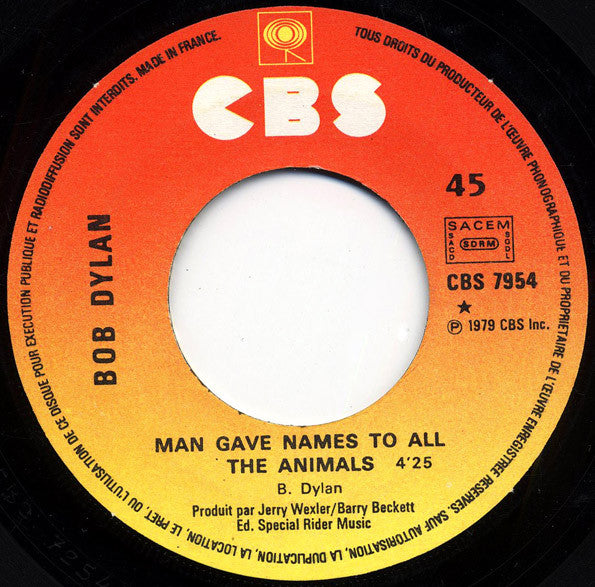 CBS
TOUS DROITS DU PRODUCTEUR DE L'ŒUVRE PHONOGRAPHIQUE ET DU PROPRIETAIRE DE L'ŒUVRE ENREGISTREE RESERVES. SAUF AUTORISATION, LA DUPLICATION, LA LOCATION, LE PRET, OU L'UTILISATION DE CE DISQUE POUR EXECUTION PUBLIQUE ET RADIODIFFUSION SONT INTERDITS. MADE IN FRANCE.
45
SACEM
SACD SDRM SGDL
CBS 7954
★
Ⓟ 1979 CBS Inc.
BOB DYLAN
MAN GAVE NAMES TO ALL
THE ANIMALS 4'25
B. Dylan
Produit par Jerry Wexler/Barry Beckett
Ed. Special Rider Music